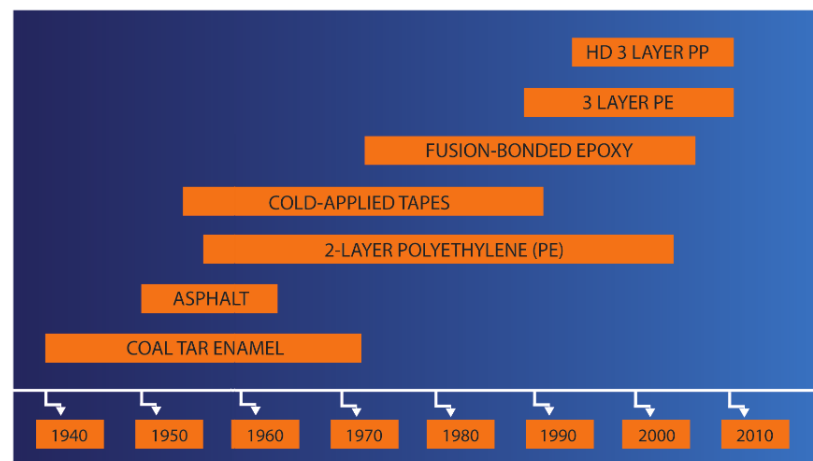 HD 3 LAYER PP
3 LAYER PE
FUSION-BONDED EPOXY
COLD-APPLIED TAPES
2-LAYER POLYETHYLENE (PE)
ASPHALT
COAL TAR ENAMEL
1940 1950 1960 1970 1980 1990 2000 2010